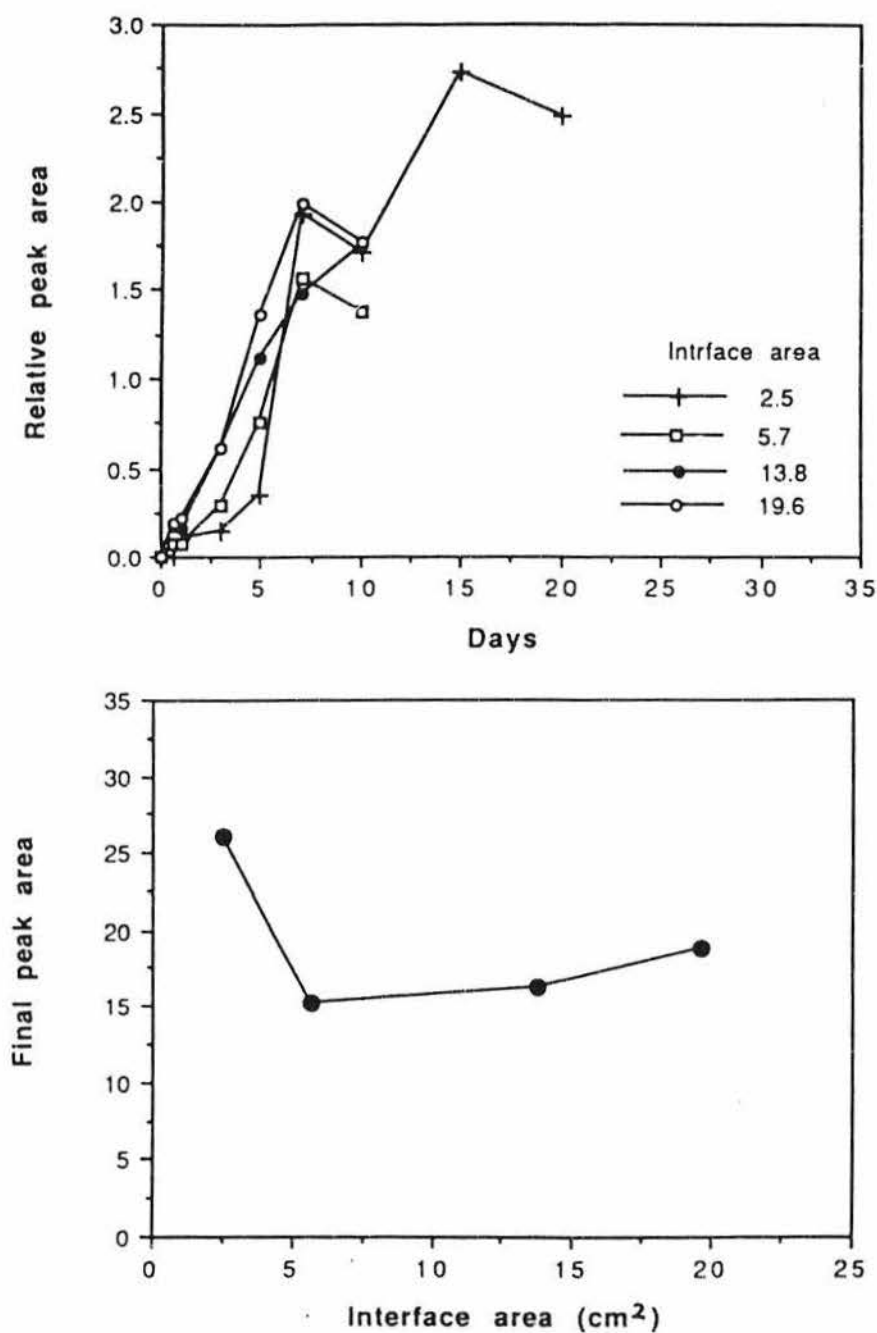 3.0
2.5
2.0
1.5
1.0
0.5
0.0
Relative peak area
Intrface area
2.5
5.7
13.8
19.6
0 5 10 15 20 25 30 35
Days
35
30
25
20
15
10
5
0
Final peak area
0 5 10 15 20 25
Interface area (cm²)